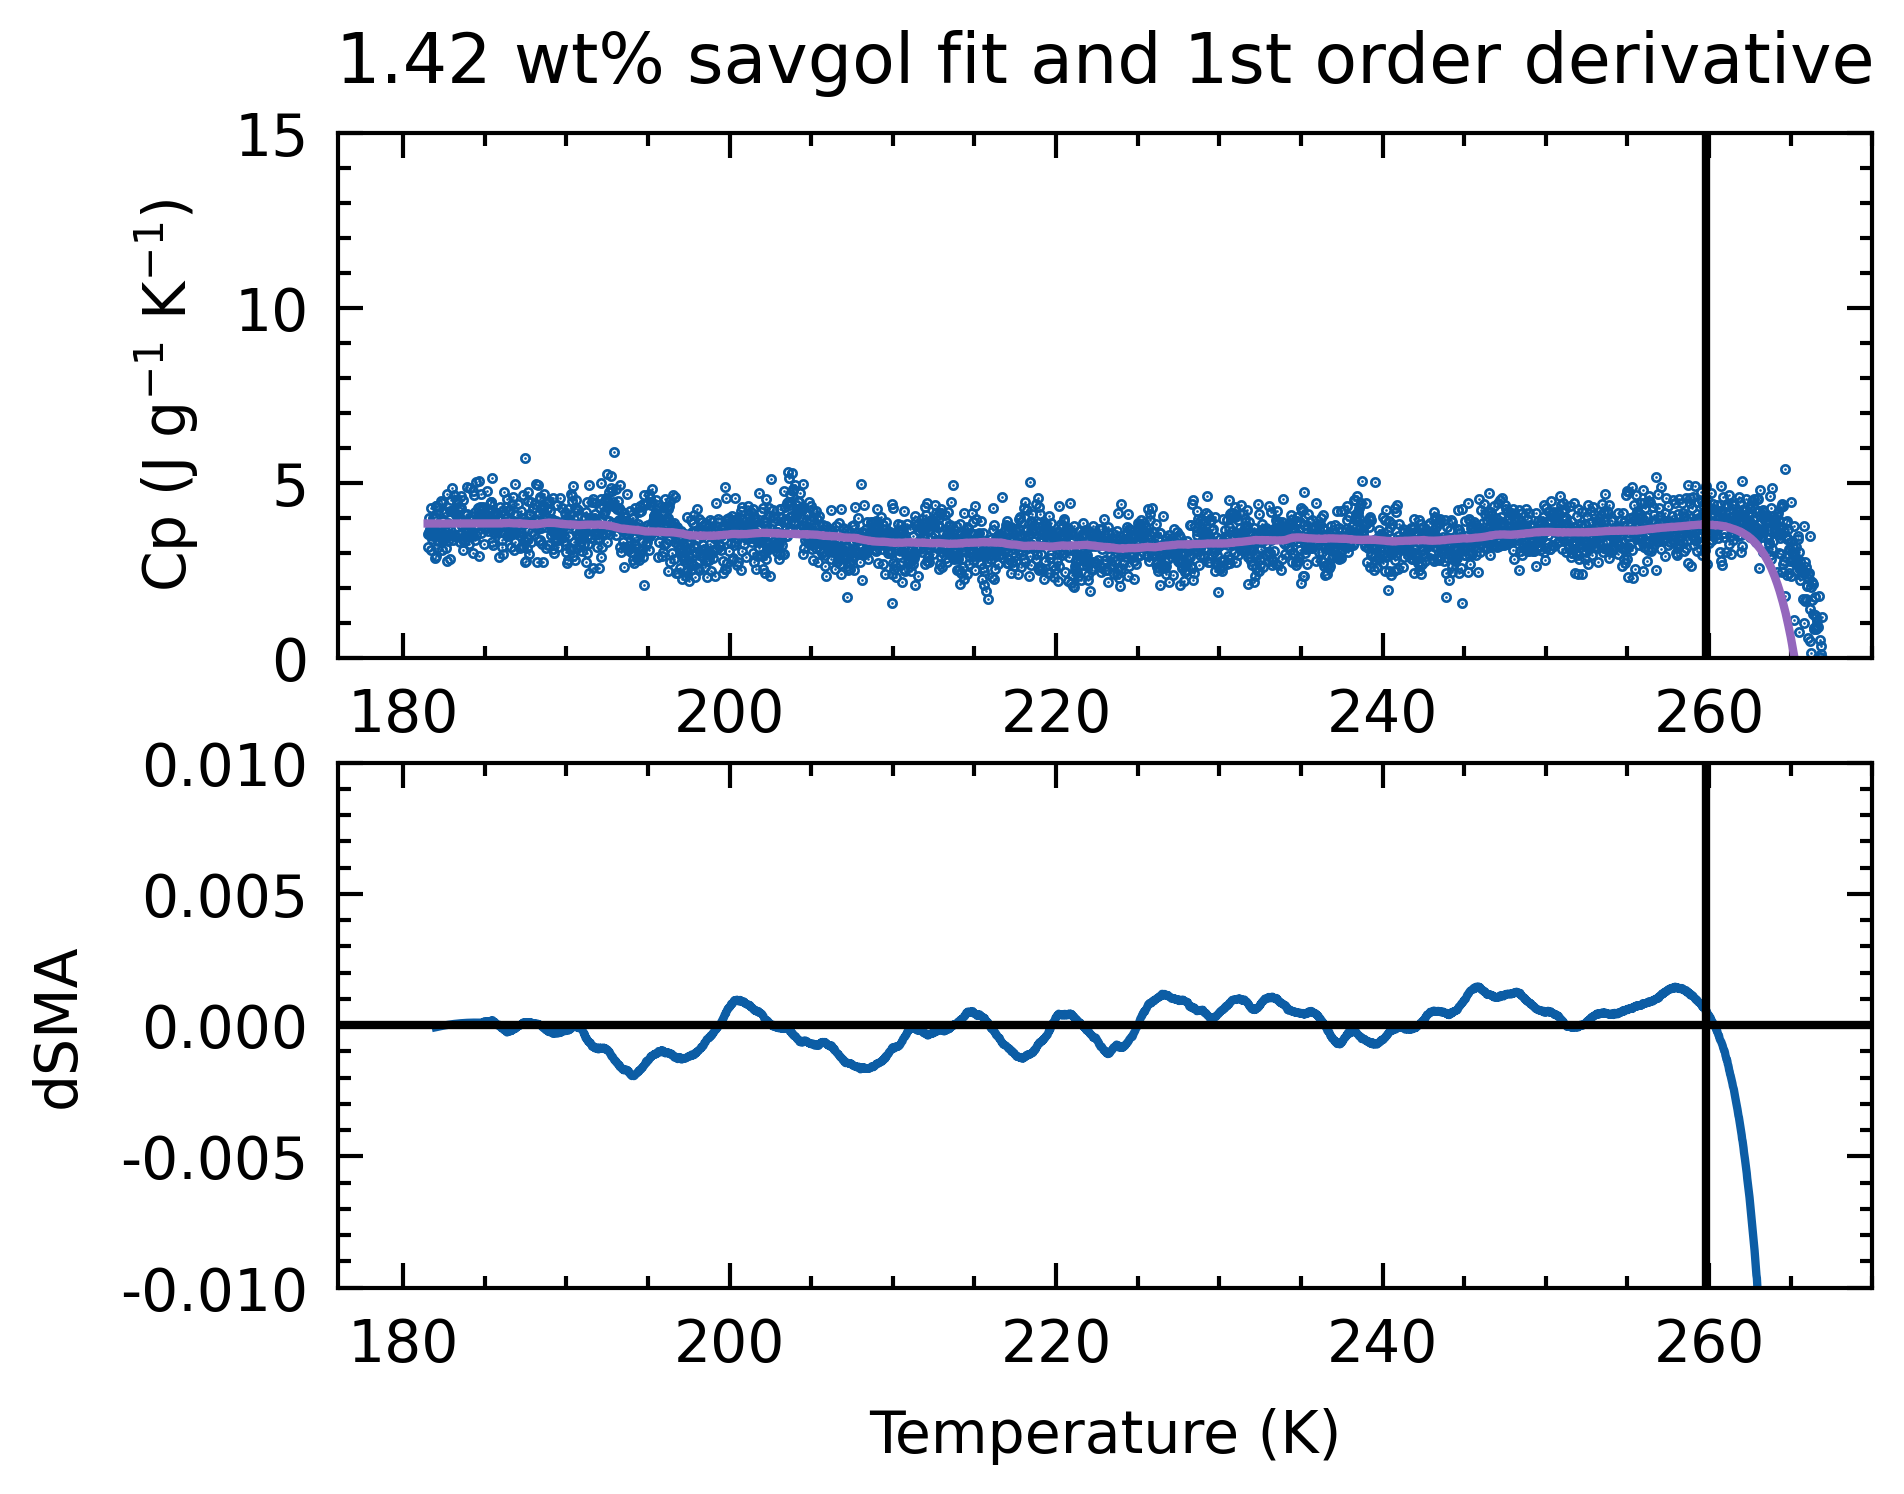 1.42 wt% savgol fit and 1st order derivative
15
10
5
0
Cp (J g⁻¹ K⁻¹)
180 200 220 240 260
0.010
0.005
0.000
-0.005
-0.010
dSMA
180 200 220 240 260
Temperature (K)